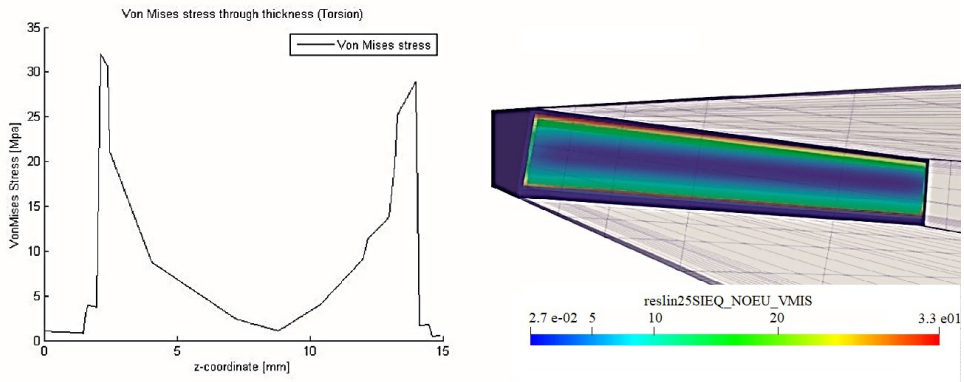 Von Mises stress through thickness (Torsion)
Von Mises stress
VonMises Stress [Mpa]
35
30
25
20
15
10
5
0
0 5 10 15
z-coordinate [mm]
reslin25SIEQ_NOEU_VMIS
2.7 e-02 5 10 20 3.3 e01